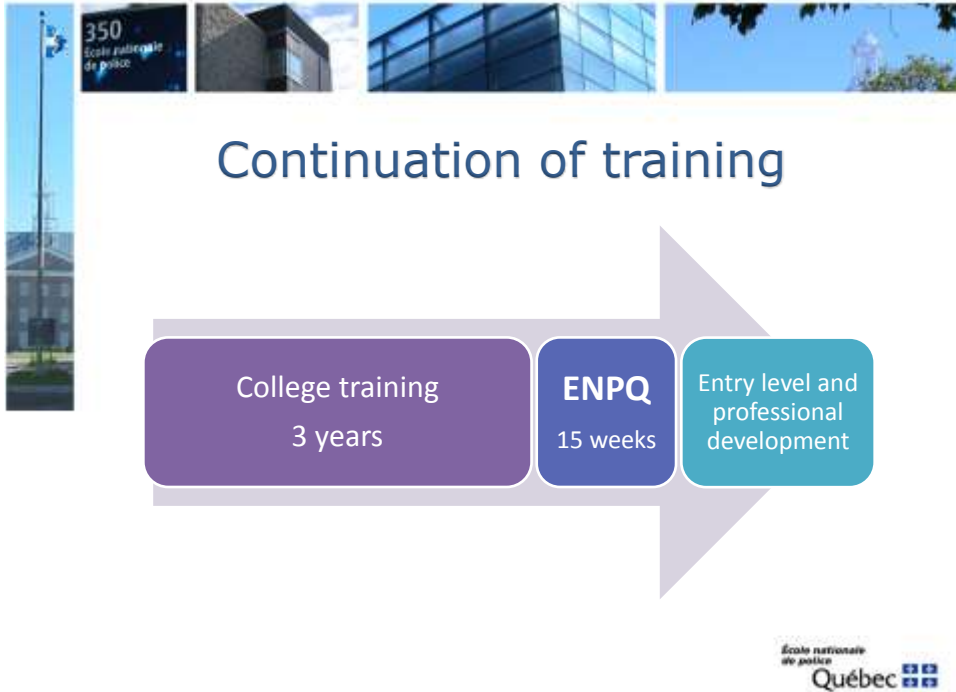 350
École nationale
de police
Continuation of training
College training
3 years
ENPQ
15 weeks
Entry level and
professional
development
École nationale
de police
Québec